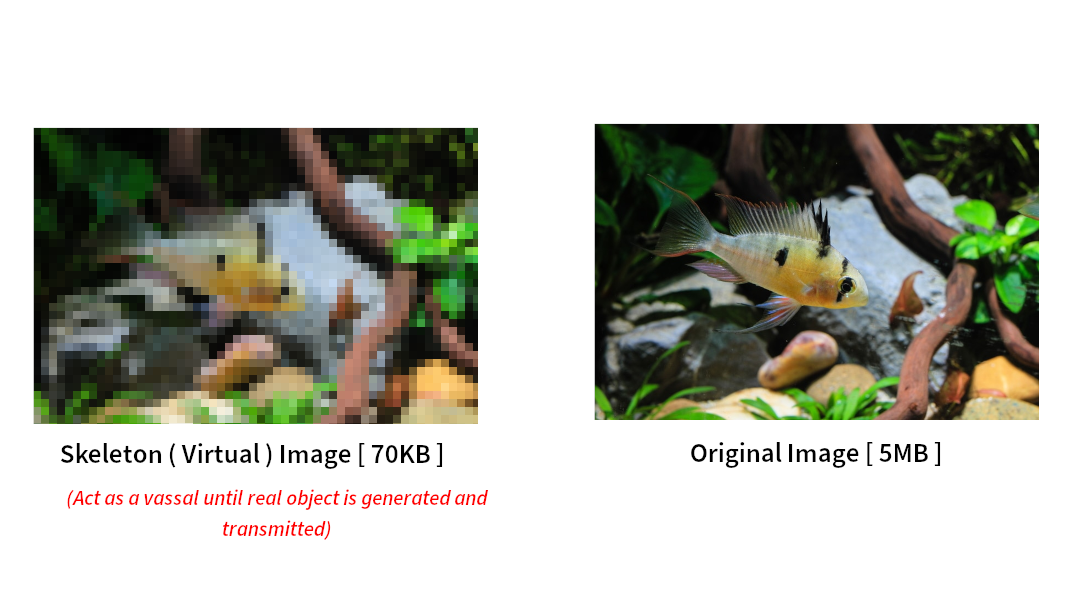 Skeleton ( Virtual ) Image [ 70KB ]
(Act as a vassal until real object is generated and
transmitted)
Original Image [ 5MB ]